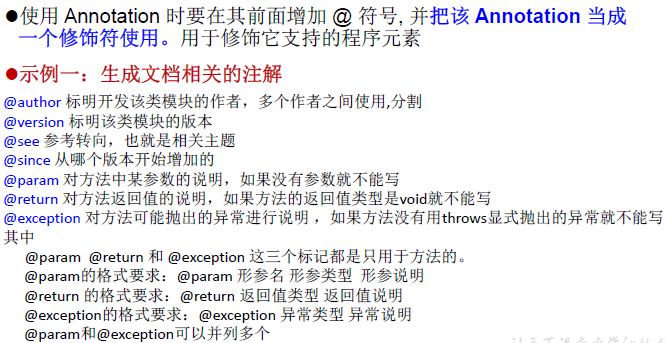 ●使用 Annotation 时要在其前面增加 @ 符号, 并把该 Annotation 当成
一个修饰符使用。用于修饰它支持的程序元素
●示例一：生成文档相关的注解
@author 标明开发该类模块的作者，多个作者之间使用,分割
@version 标明该类模块的版本
@see 参考转向，也就是相关主题
@since 从哪个版本开始增加的
@param 对方法中某参数的说明，如果没有参数就不能写
@return 对方法返回值的说明，如果方法的返回值类型是void就不能写
@exception 对方法可能抛出的异常进行说明 ，如果方法没有用throws显式抛出的异常就不能写
其中
@param @return 和 @exception 这三个标记都是只用于方法的。
@param的格式要求：@param 形参名 形参类型 形参说明
@return 的格式要求：@return 返回值类型 返回值说明
@exception的格式要求：@exception 异常类型 异常说明
@param和@exception可以并列多个